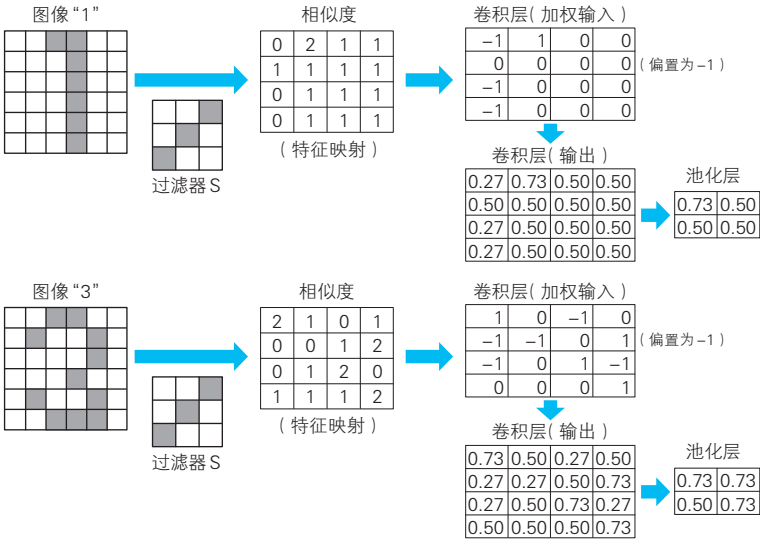 图像“1”
相似度
0 2 1 1
1 1 1 1
0 1 1 1
0 1 1 1
(特征映射)
过滤器 S
卷积层(加权输入)
–1 1 0 0
0 0 0 0
–1 0 0 0
–1 0 0 0
(偏置为–1)
卷积层(输出)
0.27 0.73 0.50 0.50
0.50 0.50 0.50 0.50
0.27 0.50 0.50 0.50
0.27 0.50 0.50 0.50
池化层
0.73 0.50
0.50 0.50
图像“3”
相似度
2 1 0 1
0 0 1 2
0 1 2 0
1 1 1 2
(特征映射)
过滤器 S
卷积层(加权输入)
1 0 –1 0
–1 –1 0 1
–1 0 1 –1
0 0 0 1
(偏置为–1)
卷积层(输出)
0.73 0.50 0.27 0.50
0.27 0.27 0.50 0.73
0.27 0.50 0.73 0.27
0.50 0.50 0.50 0.73
池化层
0.73 0.73
0.50 0.73